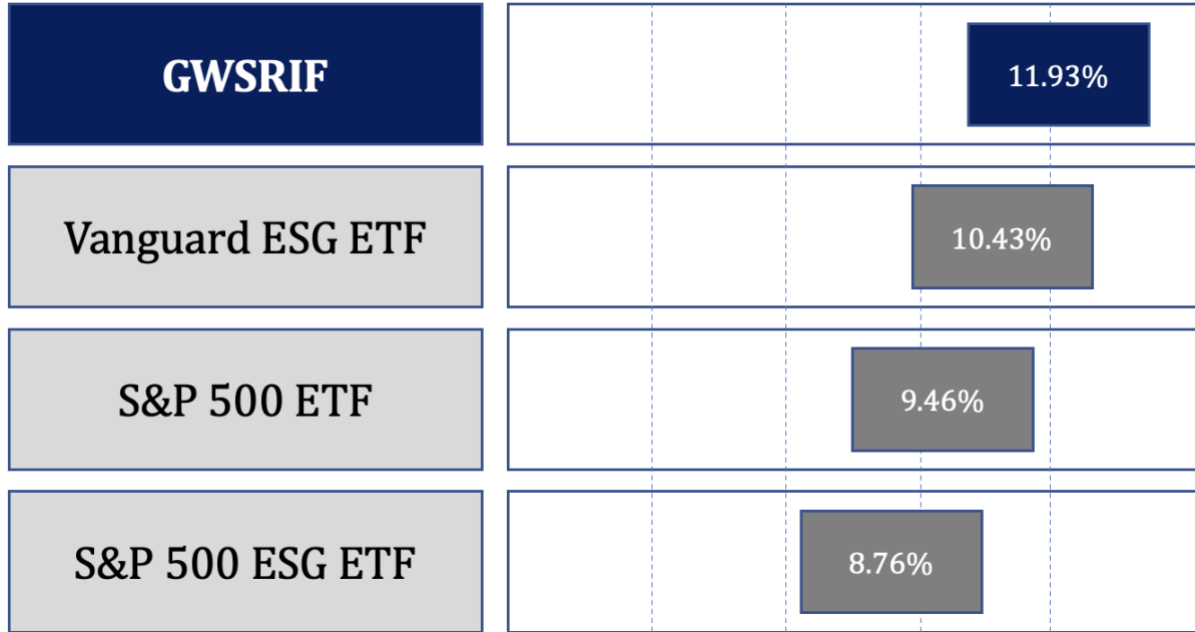 GWSRIF
11.93%
Vanguard ESG ETF
10.43%
S&P 500 ETF
9.46%
S&P 500 ESG ETF
8.76%